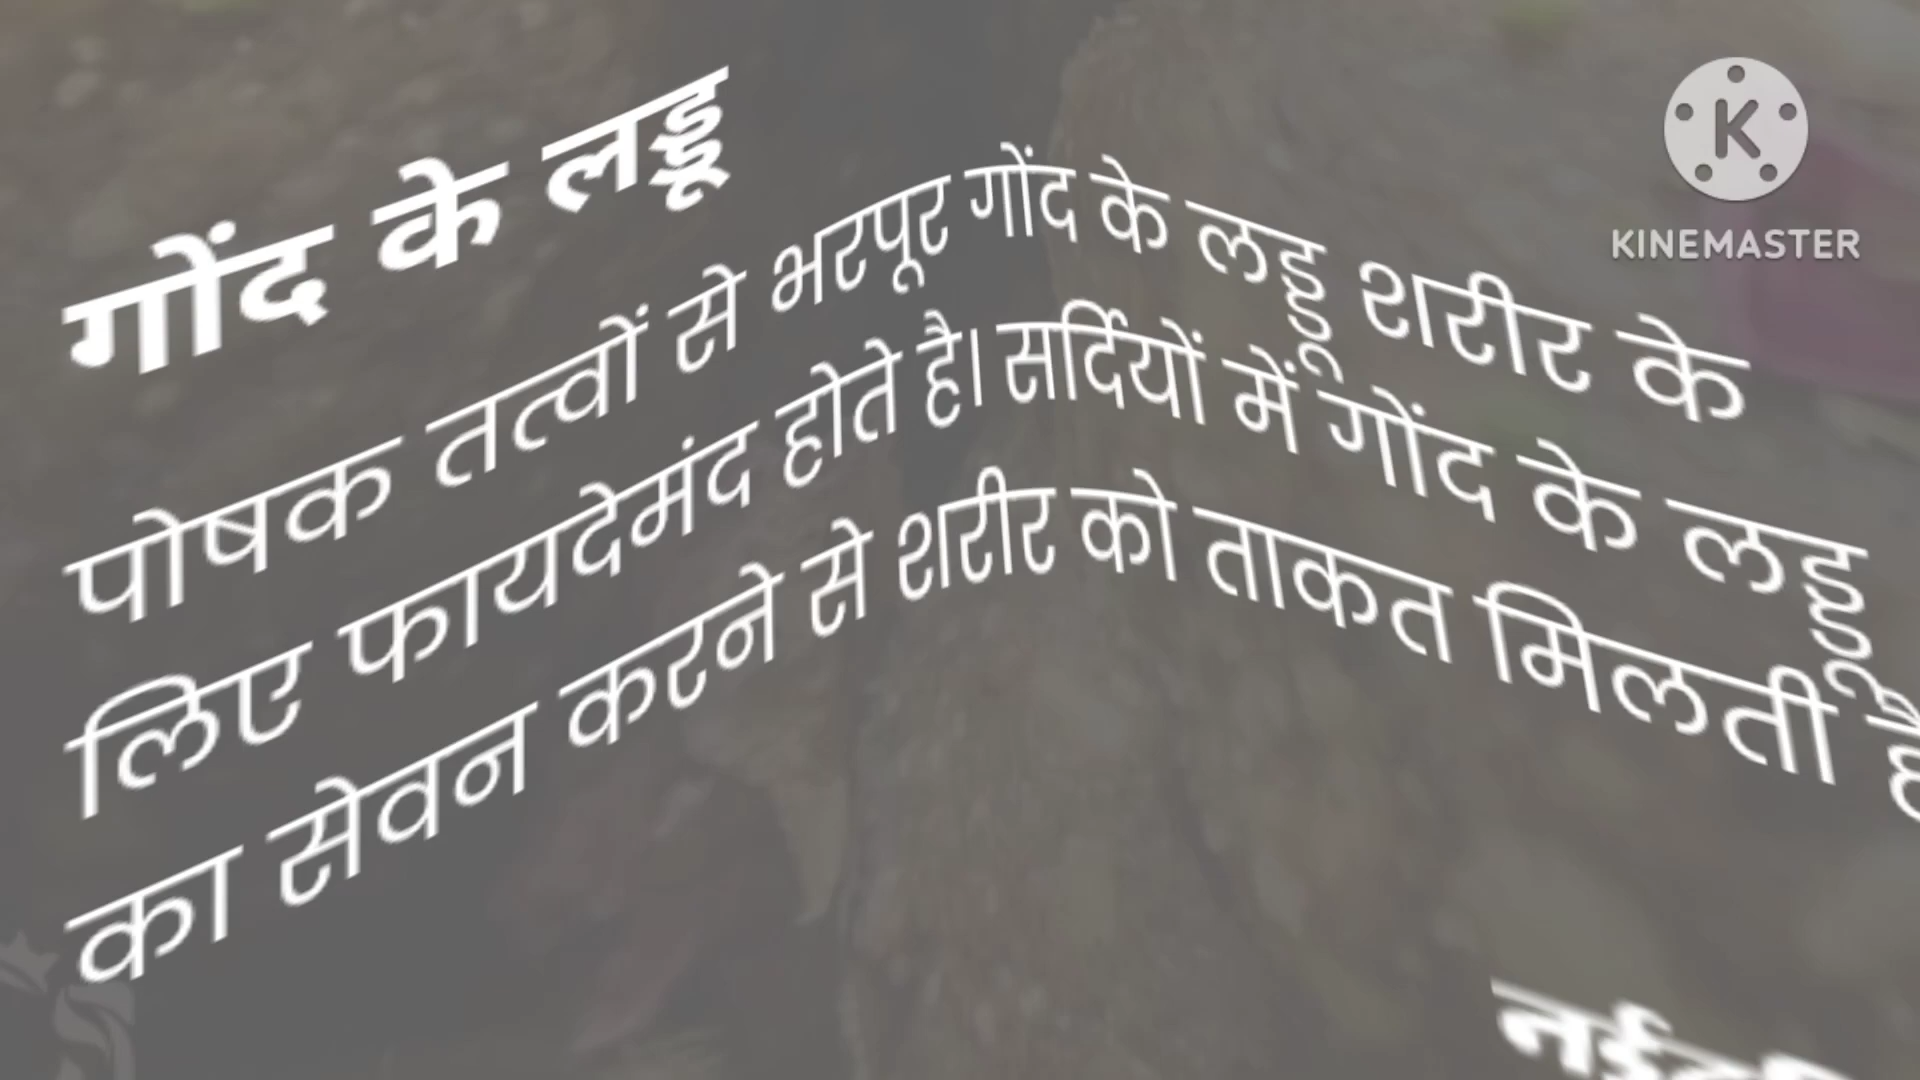 गोंद के लड्डू
पोषक तत्वों से भरपूर गोंद के लड्डू शरीर के
लिए फायदेमंद होते है। सर्दियों में गोंद के लड्डू
का सेवन करने से शरीर को ताकत मिलती
KINEMASTER